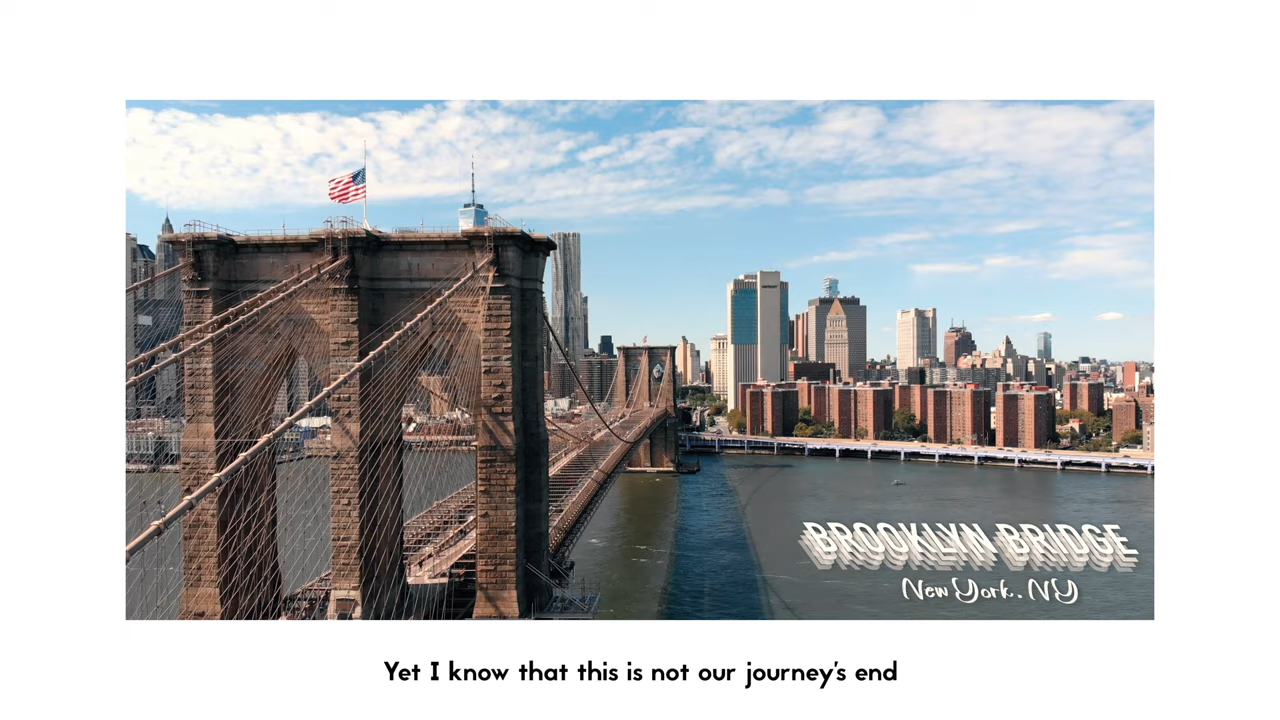 BROOKLYN BRIDGE
New York, NY
Yet I know that this is not our journey's end